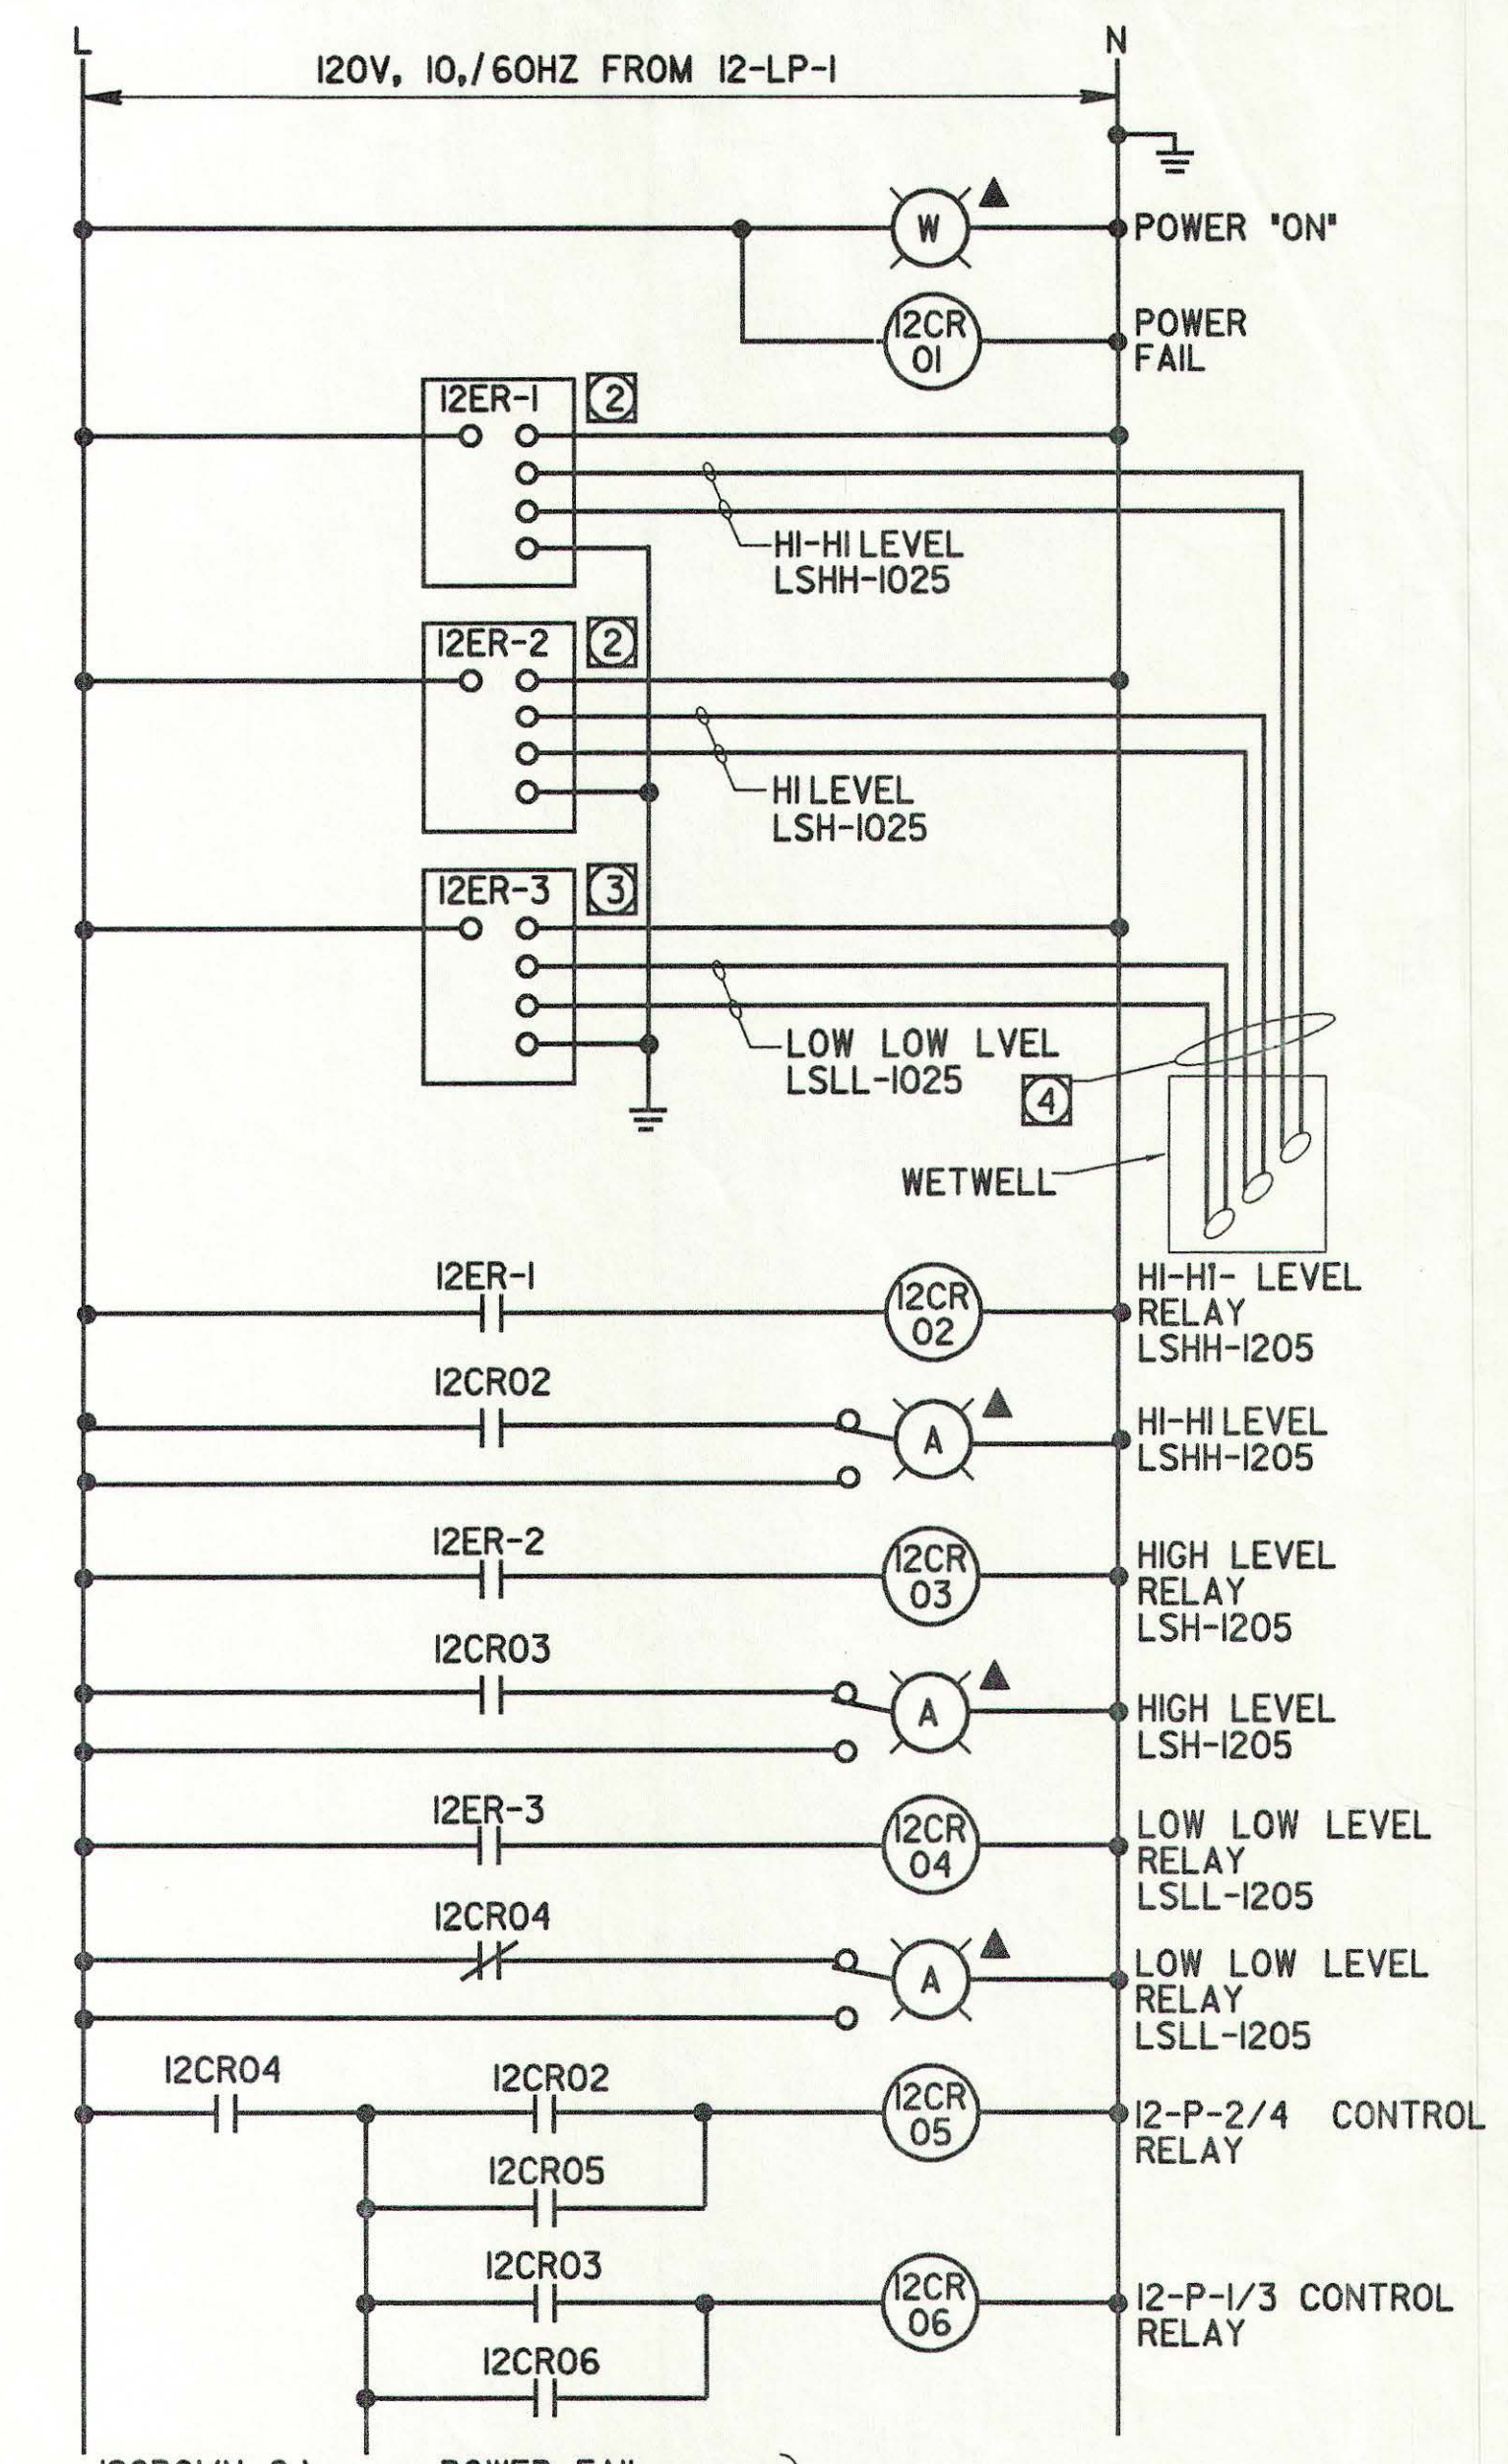 L
N
120V, 10,/60HZ FROM 12-LP-1
W
POWER "ON"
12CR
01
POWER
FAIL
12ER-1
2
HI-HI LEVEL
LSHH-1025
12ER-2
2
HI LEVEL
LSH-1025
12ER-3
3
LOW LOW LVEL
LSLL-1025
4
WETWELL
12ER-1
12CR
02
HI-HI- LEVEL
RELAY
LSHH-1205
12CR02
A
HI-HI LEVEL
LSHH-1205
12ER-2
12CR
03
HIGH LEVEL
RELAY
LSH-1205
12CR03
A
HIGH LEVEL
LSH-1205
12ER-3
12CR
04
LOW LOW LEVEL
RELAY
LSLL-1205
12CR04
A
LOW LOW LEVEL
RELAY
LSLL-1205
12CR04
12CR02
12CR
05
12-P-2/4 CONTROL
RELAY
12CR05
12CR03
12CR
06
12-P-1/3 CONTROL
RELAY
12CR06
POWER FAIL